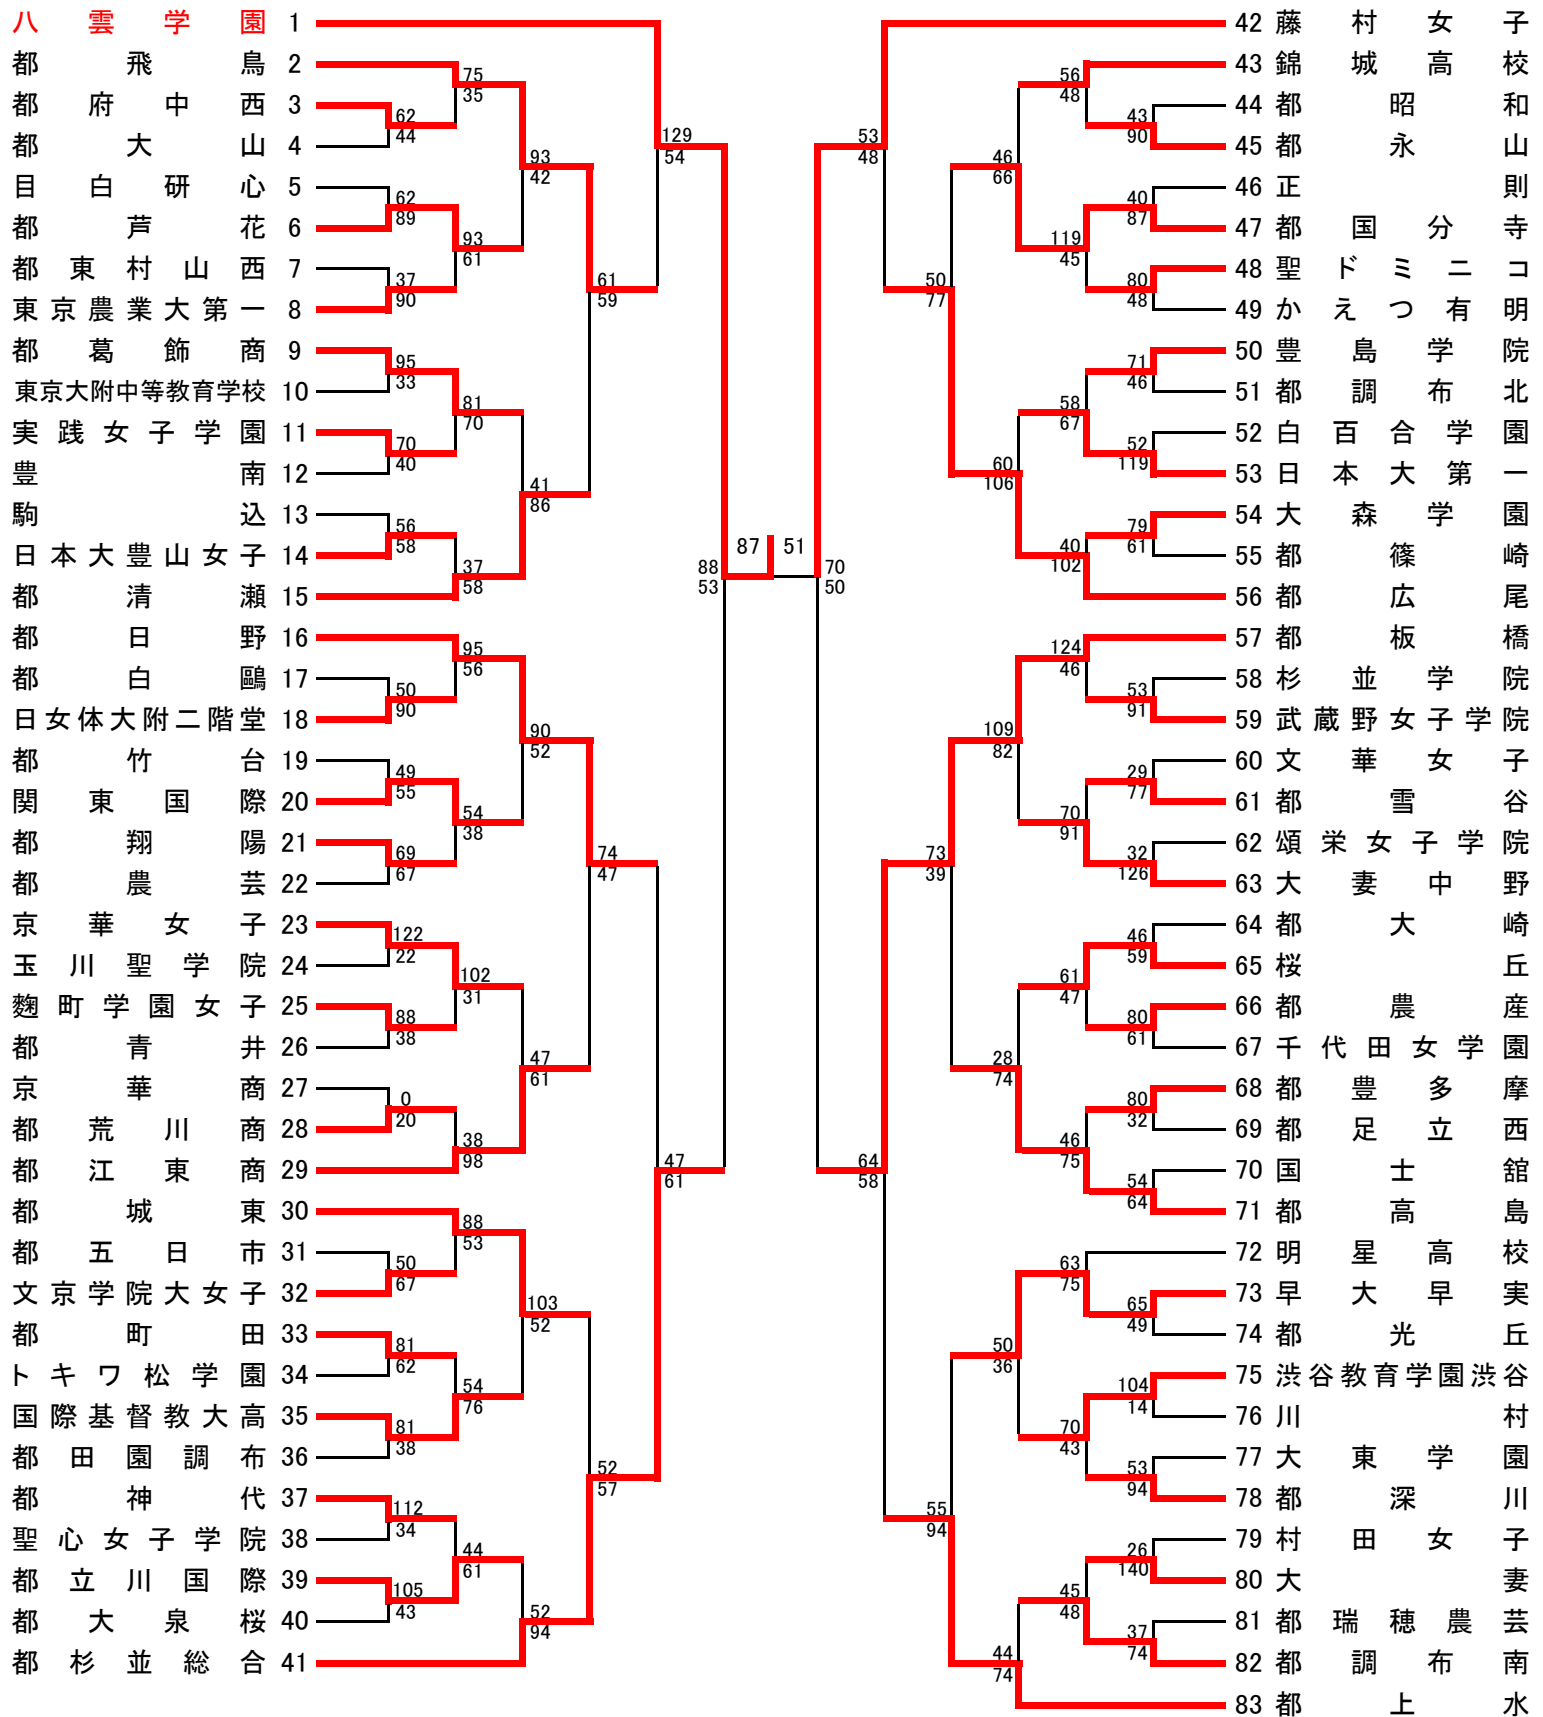 八雲学園 1
都飛鳥 2
都府中西 3
都大山 4
目白研心 5
都芦花 6
都東村山西 7
東京農業大第一 8
都葛飾商 9
東京大附中等教育学校 10
実践女子学園 11
豊南 12
駒込 13
日本大豊山女子 14
都清瀬 15
都日野 16
都白鷗 17
日女体大附二階堂 18
都竹台 19
関東国際 20
都翔陽 21
都農芸 22
京華女子 23
玉川聖学院 24
麴町学園女子 25
都青井 26
京華商 27
都荒川商 28
都江東商 29
都城東 30
都五日市 31
文京学院大女子 32
都町田 33
トキワ松学園 34
国際基督教大高 35
都田園調布 36
都神代 37
聖心女子学院 38
都立川国際 39
都大泉桜 40
都杉並総合 41
62
44
62
89
37
90
95
33
70
40
56
58
50
90
49
55
69
67
122
22
88
38
0
20
50
67
81
62
81
38
112
34
105
43
75
35
93
61
81
70
37
58
95
56
54
38
102
31
38
98
88
53
54
76
44
61
93
42
41
86
90
52
47
61
103
52
52
94
61
59
74
47
52
57
129
54
47
61
88
53
87 51
70
50
53
48
64
58
50
77
73
39
55
94
46
66
60
106
109
82
28
74
50
36
44
74
56
48
119
45
58
67
40
102
124
46
70
91
61
47
46
75
63
75
70
43
45
48
43
90
40
87
80
48
71
46
52
119
79
61
53
91
29
77
32
126
46
59
80
61
80
32
54
64
65
49
104
14
53
94
26
140
37
74
42 藤村女子
43 錦城高校
44 都昭和
45 都永山
46 正則
47 都国分寺
48 聖ドミニコ
49 かえつ有明
50 豊島学院
51 都調布北
52 白百合学園
53 日本大第一
54 大森学園
55 都篠崎
56 都広尾
57 都板橋
58 杉並学院
59 武蔵野女子学院
60 文華女子
61 都雪谷
62 頌栄女子学院
63 大妻中野
64 都大崎
65 桜丘
66 都農産
67 千代田女学園
68 都豊多摩
69 都足立西
70 国士舘
71 都高島
72 明星高校
73 早大早実
74 都光丘
75 渋谷教育学園渋谷
76 川村
77 大東学園
78 都深川
79 村田女子
80 大妻
81 都瑞穂農芸
82 都調布南
83 都上水